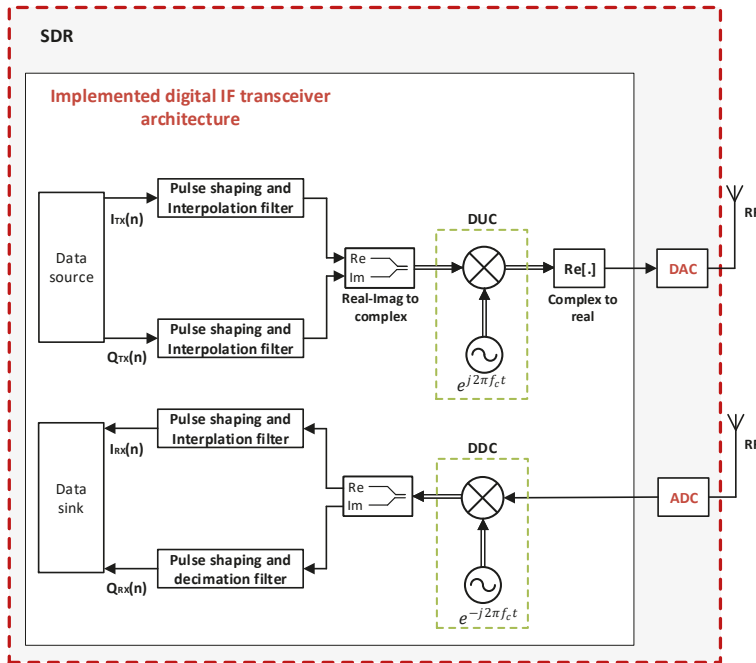 SDR
Implemented digital IF transceiver
architecture
Data
source
I_TX(n)
Pulse shaping and
Interpolation filter
Q_TX(n)
Pulse shaping and
Interpolation filter
Re
Im
Real-Imag to
complex
DUC
e^{j2πf_ct}
Re[.]
Complex to
real
DAC
RF
Data
sink
I_RX(n)
Pulse shaping and
Interplation filter
Q_RX(n)
Pulse shaping and
decimation filter
Re
Im
DDC
e^{-j2πf_ct}
ADC
RF